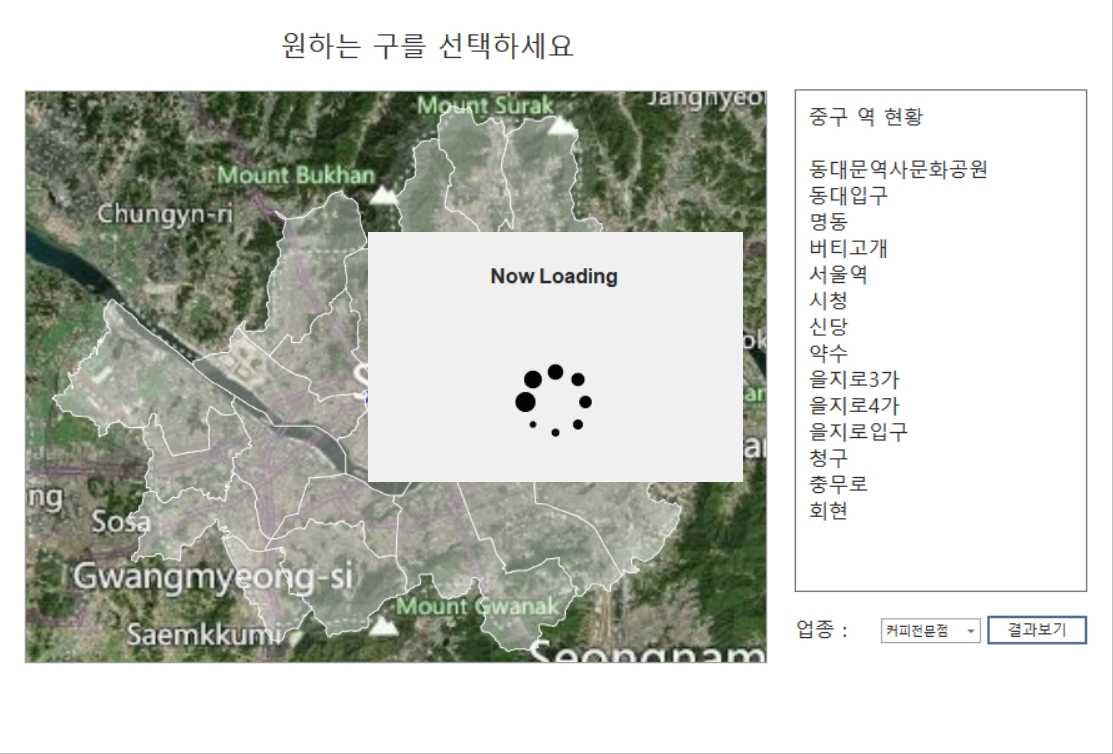 원하는 구를 선택하세요
Mount Surak
Mount Bukhan
Chungyn-ri
Now Loading
Sosa
Gwangmyeong-si
Mount Gwanak
Saemkkumi
중구 역 현황
동대문역사문화공원
동대입구
명동
버티고개
서울역
시청
신당
약수
을지로3가
을지로4가
을지로입구
청구
충무로
회현
업종 :
커피전문점
결과보기